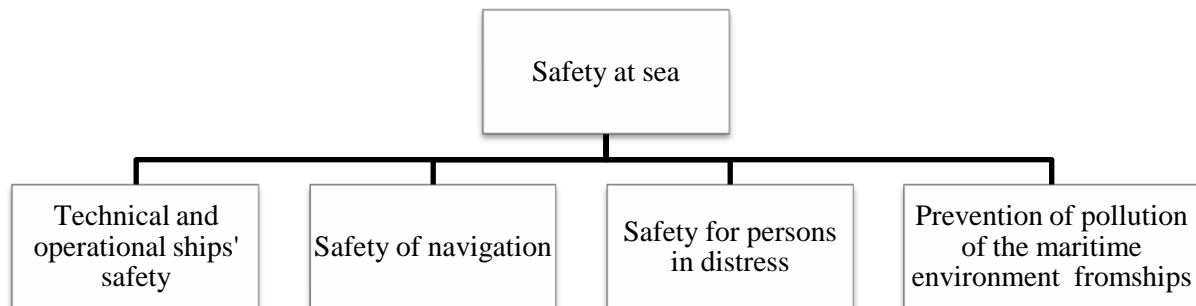 Safety at sea
Technical and
operational ships'
safety
Safety of navigation
Safety for persons
in distress
Prevention of pollution
of the maritime
environment fromships